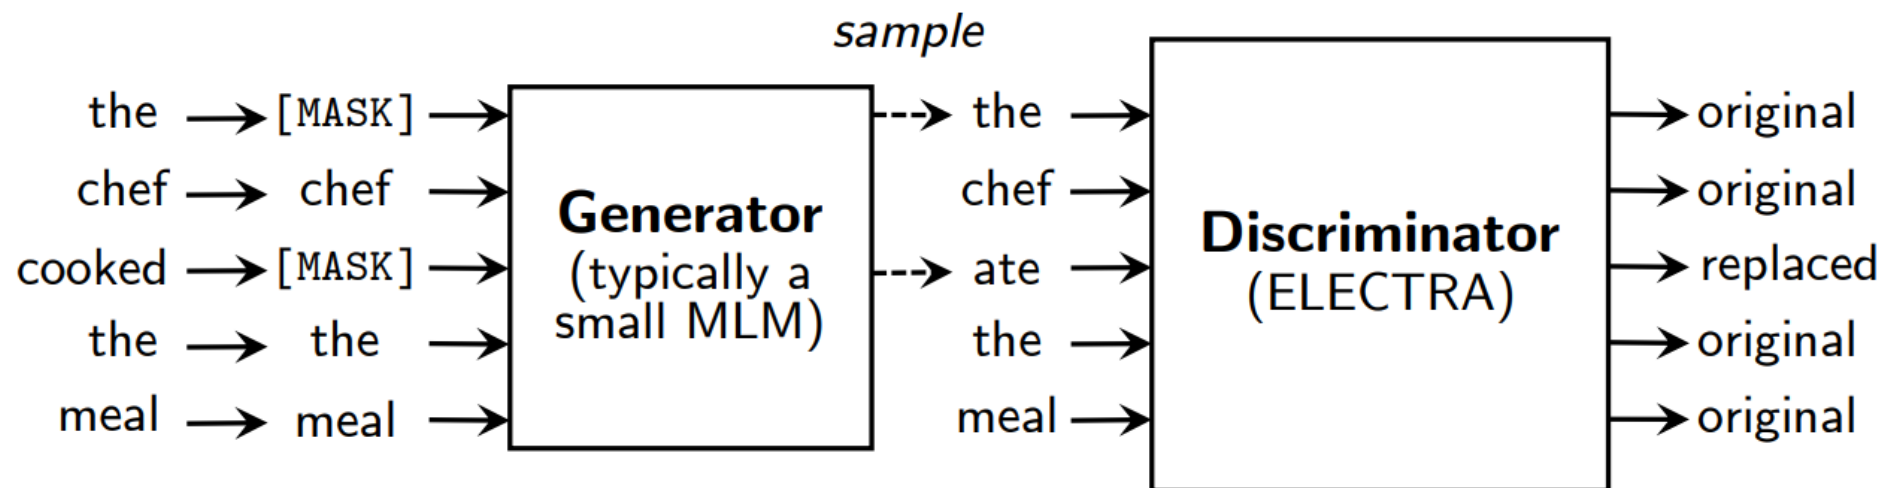 sample
the [MASK] the original
chef chef chef original
cooked [MASK] ate replaced
the the the original
meal meal meal original
Generator
(typically a
small MLM)
Discriminator
(ELECTRA)